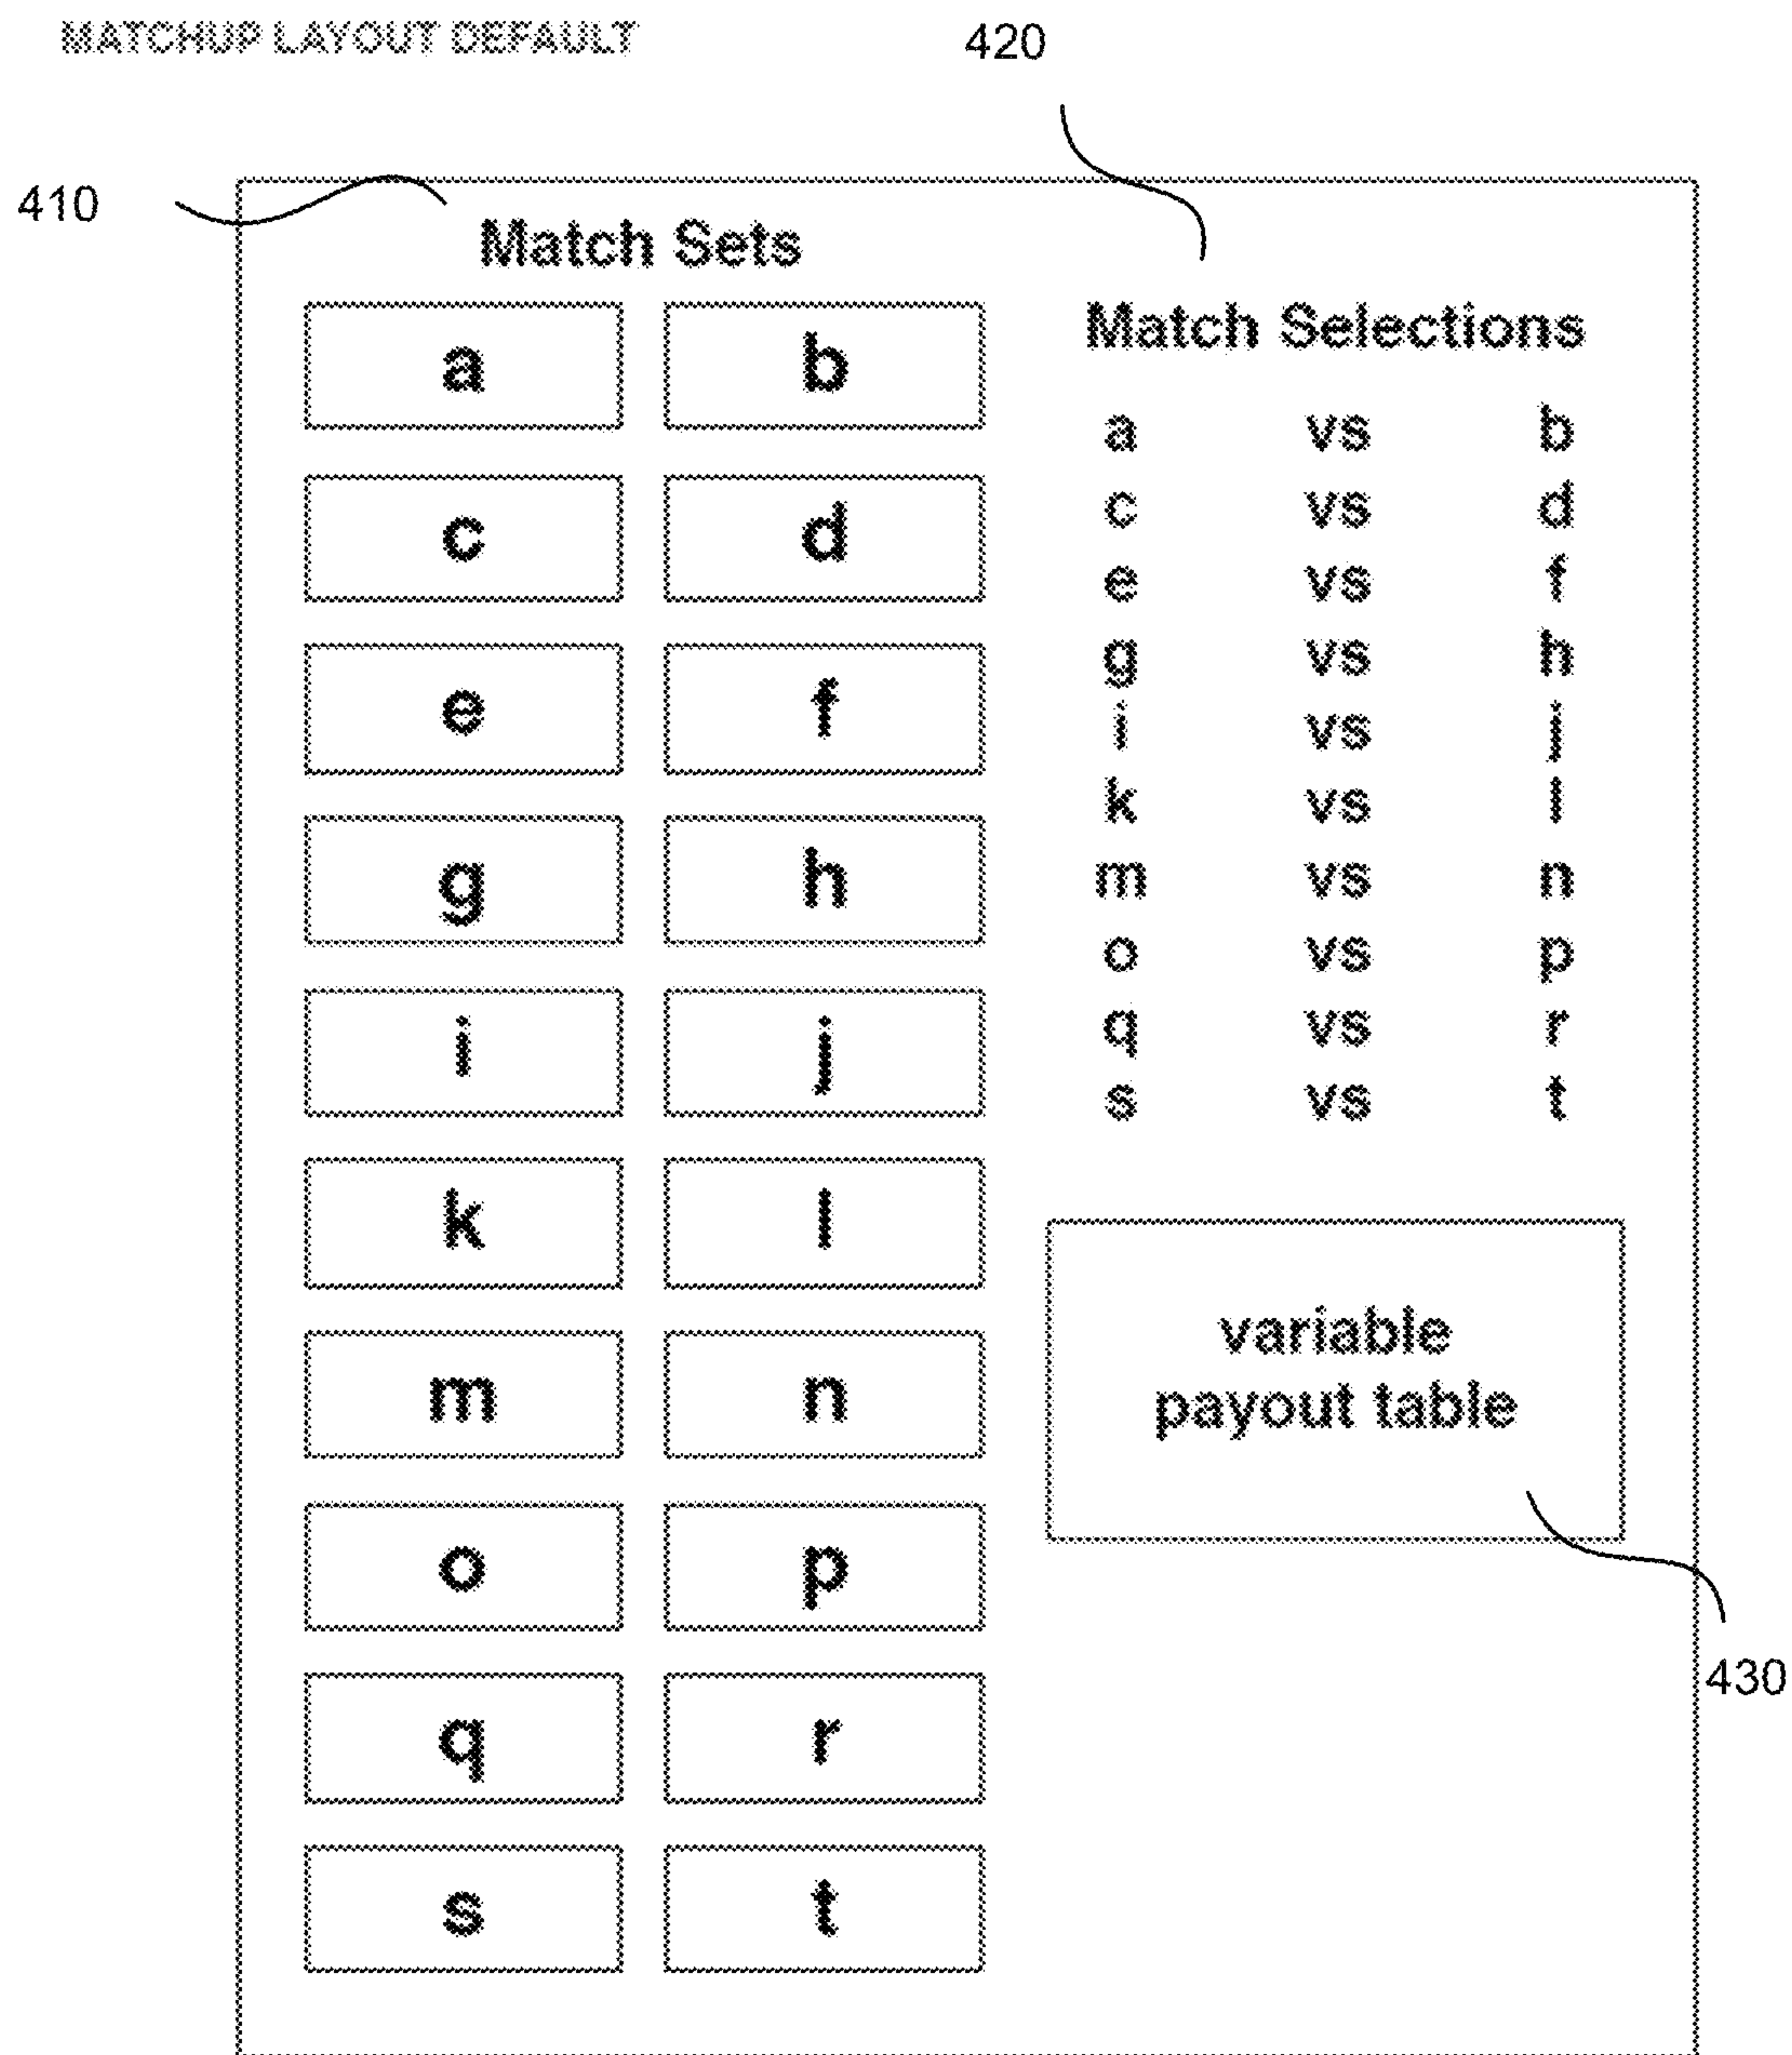 MATCHUP LAYOUT DEFAULT
420
410
Match Sets
a b
c d
e f
g h
i j
k l
m n
o p
q r
s t
Match Selections
a vs b
c vs d
e vs f
g vs h
i vs j
k vs l
m vs n
o vs p
q vs r
s vs t
variable
payout table
430